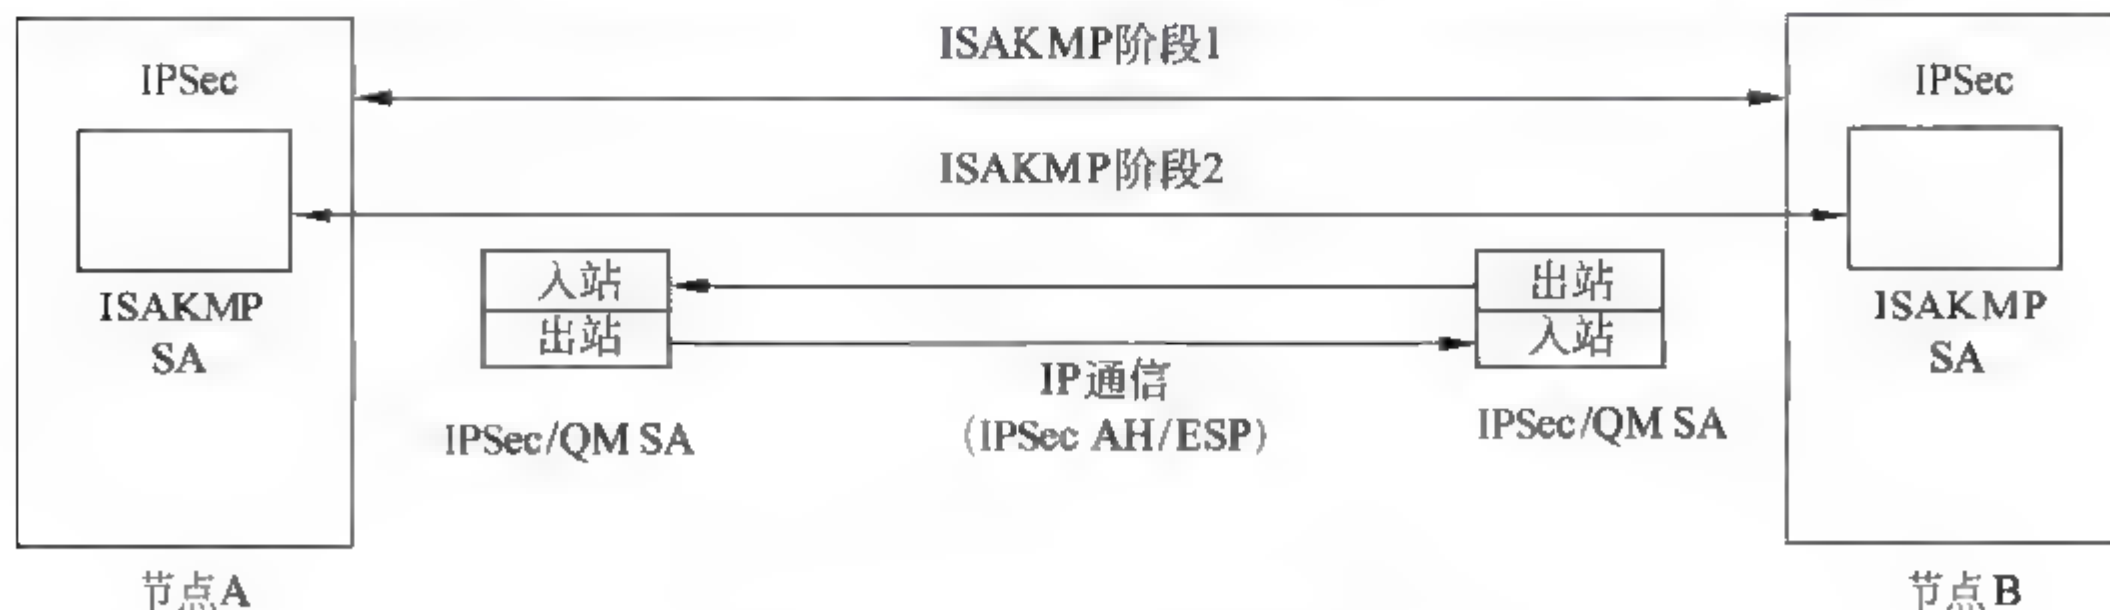 ISAKMP阶段1
IPSec
IPSec
ISAKMP阶段2
入站
出站
出站
入站
ISAKMP
SA
ISAKMP
SA
IP通信
(IPSec AH/ESP)
IPSec/QM SA
IPSec/QM SA
节点A
节点B